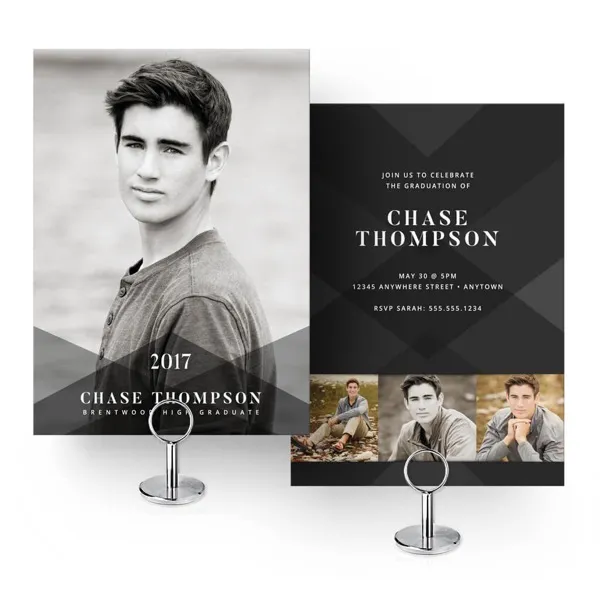 2017
CHASE THOMPSON
BRENTWOOD HIGH GRADUATE
JOIN US TO CELEBRATE
THE GRADUATION OF
CHASE
THOMPSON
MAY 30 @ 5PM
12345 ANYWHERE STREET • ANYTOWN
RSVP SARAH: 555.555.1234